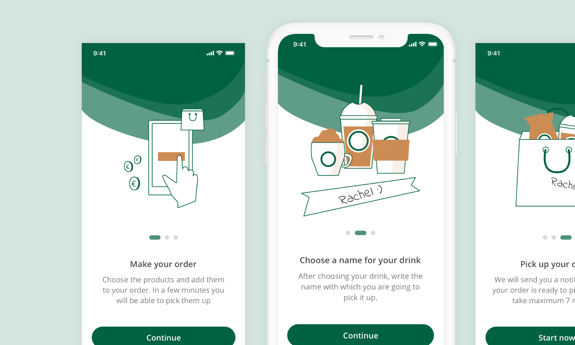 9:41
Make your order
Choose the products and add them
to your order. In a few minutes you
will be able to pick them up
Continue
9:41
Rachel :)
Choose a name for your drink
After choosing your drink, write the
name with which you are going to
pick it up.
Continue
9:41
Pick up your
We will send you a
your order is ready to
take maximum 7
Start now